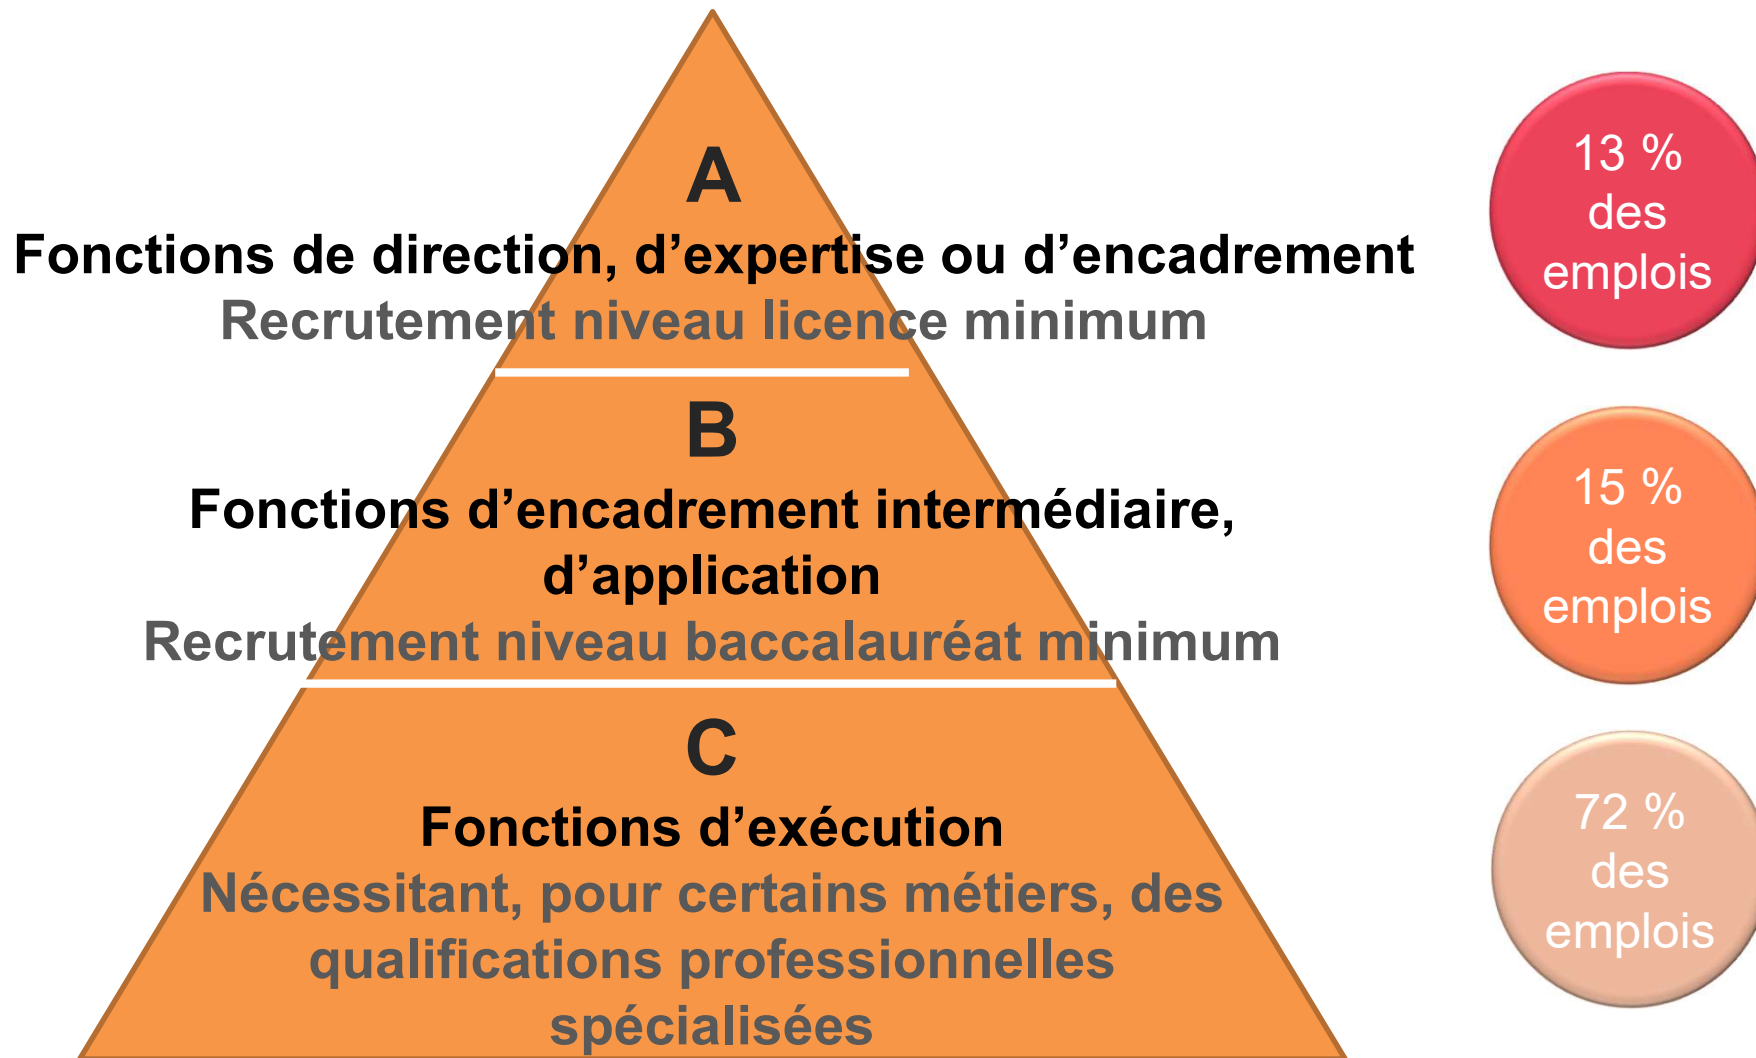 A
Fonctions de direction, d’expertise ou d’encadrement
Recrutement niveau licence minimum
13 %
des
emplois
B
Fonctions d’encadrement intermédiaire,
d’application
Recrutement niveau baccalauréat minimum
15 %
des
emplois
C
Fonctions d’exécution
Nécessitant, pour certains métiers, des
qualifications professionnelles
spécialisées
72 %
des
emplois